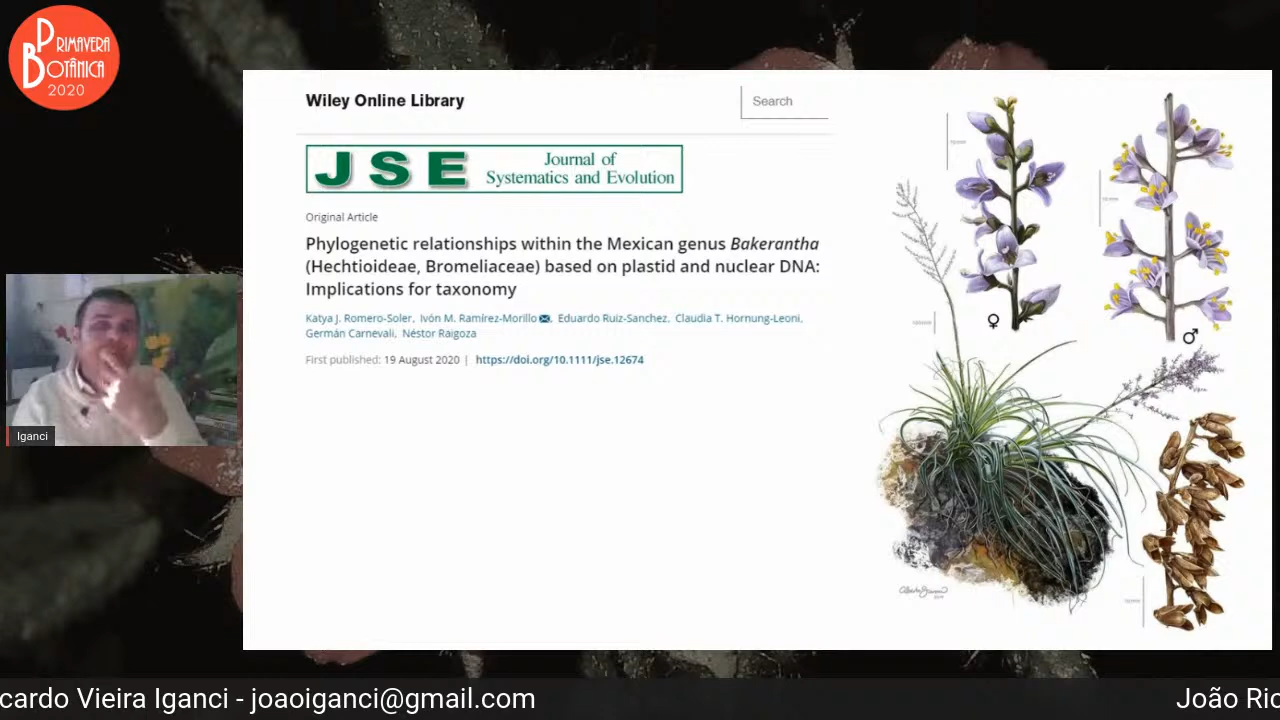 PRIMAVERA
BOTÂNICA
2020
Wiley Online Library
Search
JSE
Journal of
Systematics and Evolution
Original Article
Phylogenetic relationships within the Mexican genus Bakerantha
(Hechtioideae, Bromeliaceae) based on plastid and nuclear DNA:
Implications for taxonomy
Katya J. Romero-Soler, Ivón M. Ramírez-Morillo, Eduardo Ruiz-Sanchez, Claudia T. Hornung-Leoni,
Germán Carnevali, Néstor Raigoza
First published: 19 August 2020 | https://doi.org/10.1111/jse.12674
♀
♂
Iganci
cardo Vieira Iganci - joaoiganci@gmail.com
João Ric